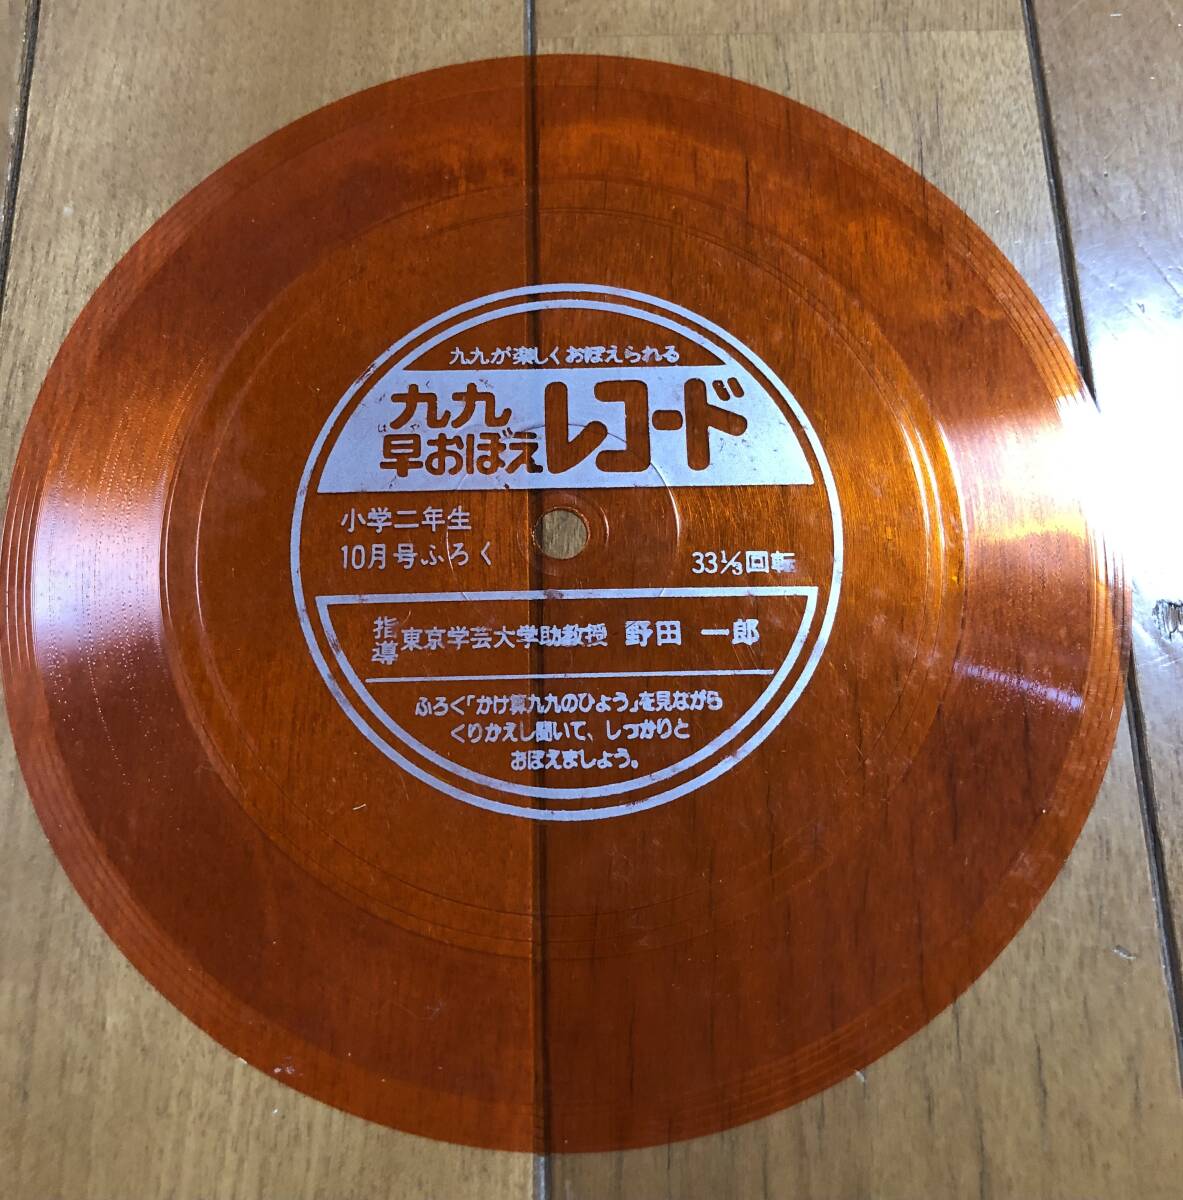 九九が楽しくおぼえられる
九九
早おぼえ
はや
レコード
小学二年生
10月号ふろく
33⅓回転
指導 東京学芸大学助教授 野田 一郎
ふろく「かけ算九九のひょう」を見ながら
くりかえし聞いて、しっかりと
おぼえましょう。